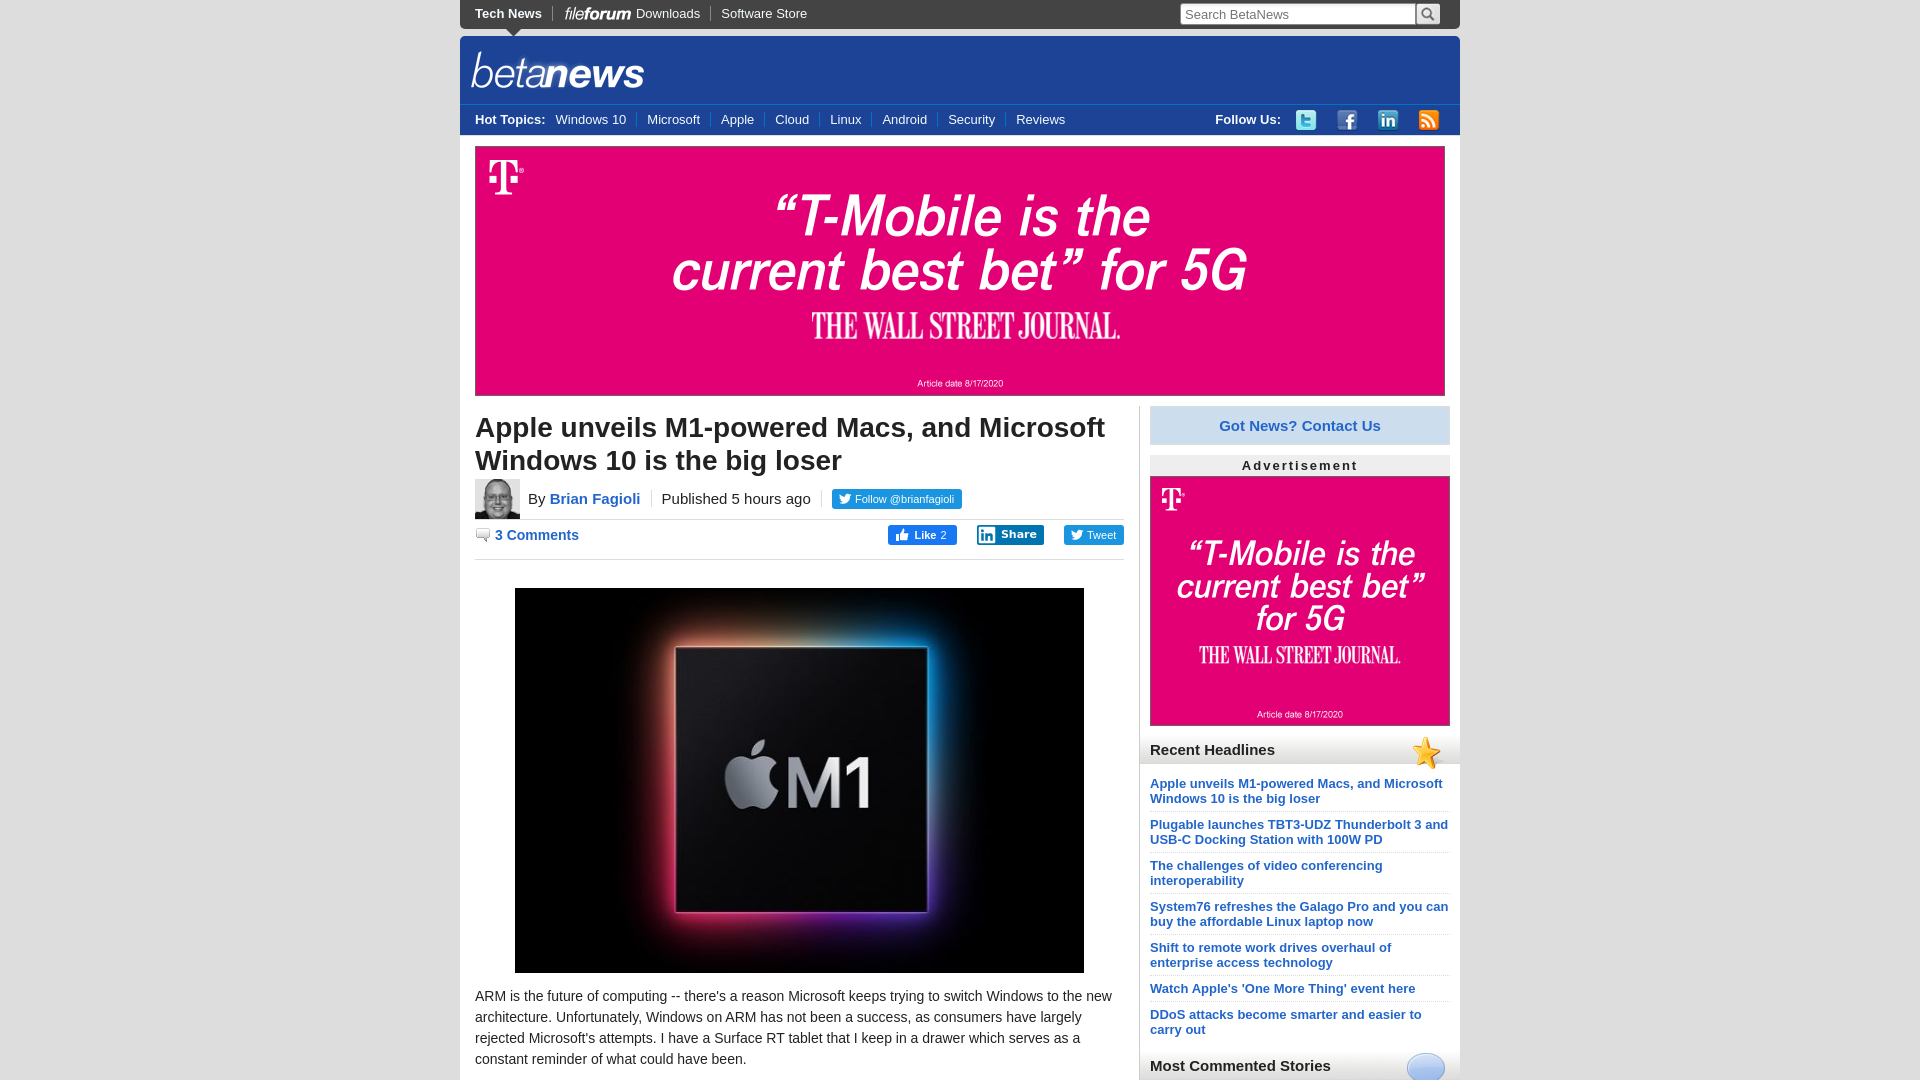 Tech News
fileforum Downloads
Software Store
Search BetaNews
betanews
Hot Topics: Windows 10 Microsoft Apple Cloud Linux Android Security Reviews
Follow Us:
T®
“T-Mobile is the
current best bet” for 5G
THE WALL STREET JOURNAL.
Article date 8/17/2020
Apple unveils M1-powered Macs, and Microsoft
Windows 10 is the big loser
By Brian Fagioli
Published 5 hours ago
Follow @brianfagioli
3 Comments
Like 2
in Share
Tweet
M1
ARM is the future of computing -- there's a reason Microsoft keeps trying to switch Windows to the new
architecture. Unfortunately, Windows on ARM has not been a success, as consumers have largely
rejected Microsoft's attempts. I have a Surface RT tablet that I keep in a drawer which serves as a
constant reminder of what could have been.
Got News? Contact Us
Advertisement
T®
“T-Mobile is the
current best bet”
for 5G
THE WALL STREET JOURNAL.
Article date 8/17/2020
Recent Headlines
Apple unveils M1-powered Macs, and Microsoft
Windows 10 is the big loser
Plugable launches TBT3-UDZ Thunderbolt 3 and
USB-C Docking Station with 100W PD
The challenges of video conferencing
interoperability
System76 refreshes the Galago Pro and you can
buy the affordable Linux laptop now
Shift to remote work drives overhaul of
enterprise access technology
Watch Apple's 'One More Thing' event here
DDoS attacks become smarter and easier to
carry out
Most Commented Stories